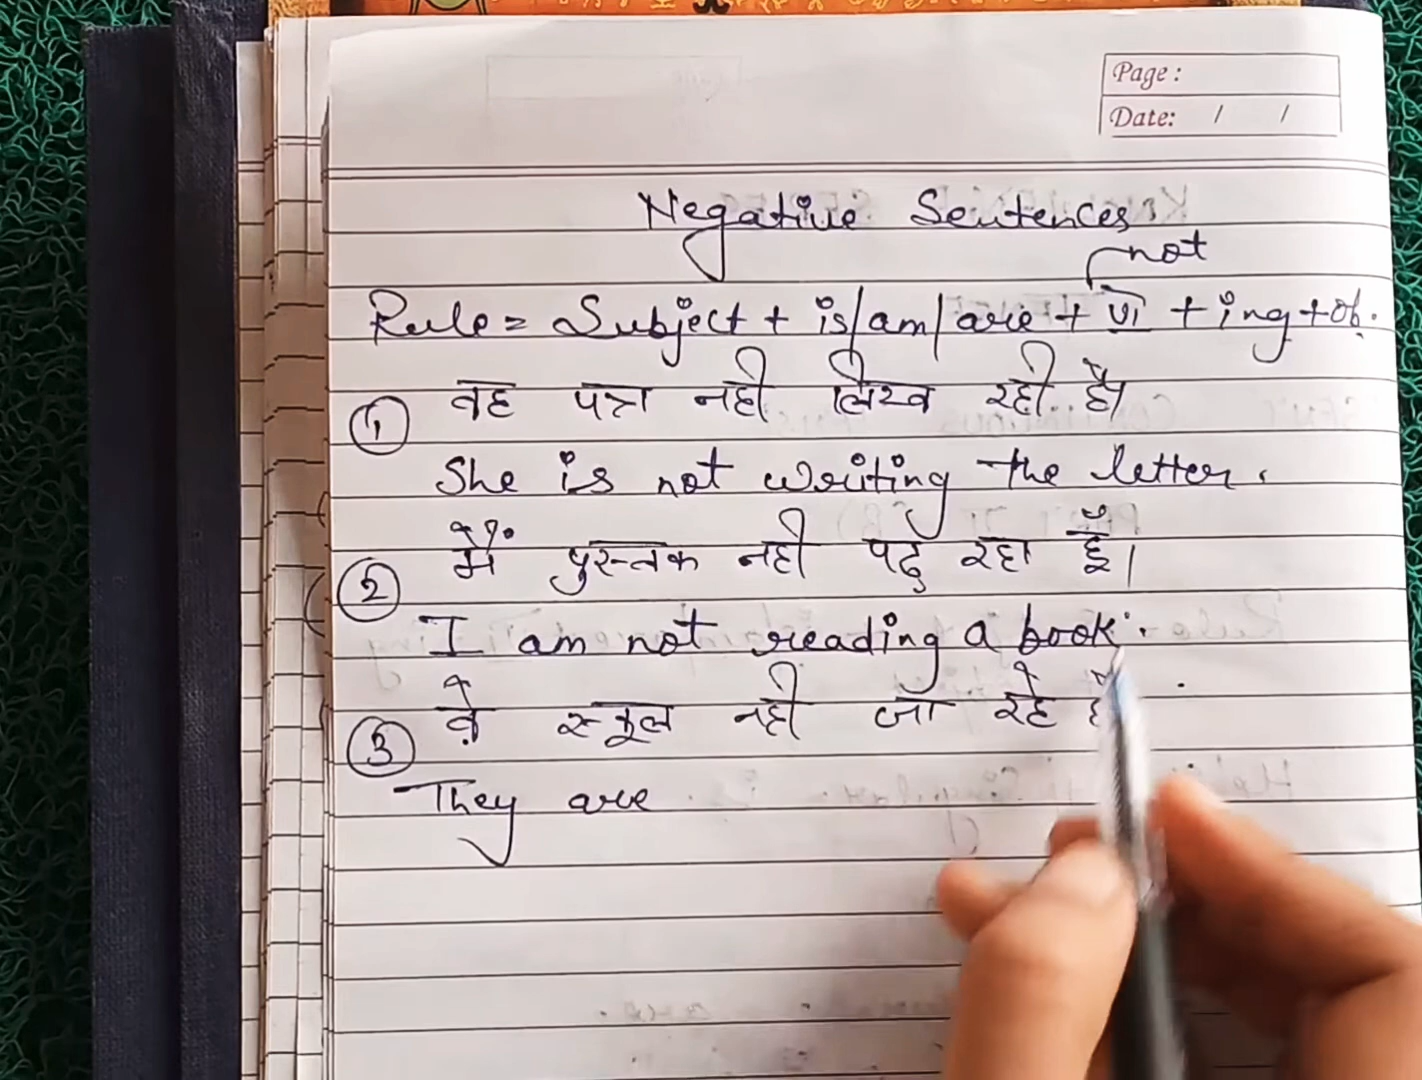 Page :
Date: / /
Negative Sentences
not
Rule = Subject + is/am/are + V1 + ing + ob.
① वह पत्र नही लिख रही है।
She is not writing the letter.
② मैं पुस्तक नही पढ़ रहा हूँ।
I am not reading a book.
③ वे स्कूल नही जा रहे
They are